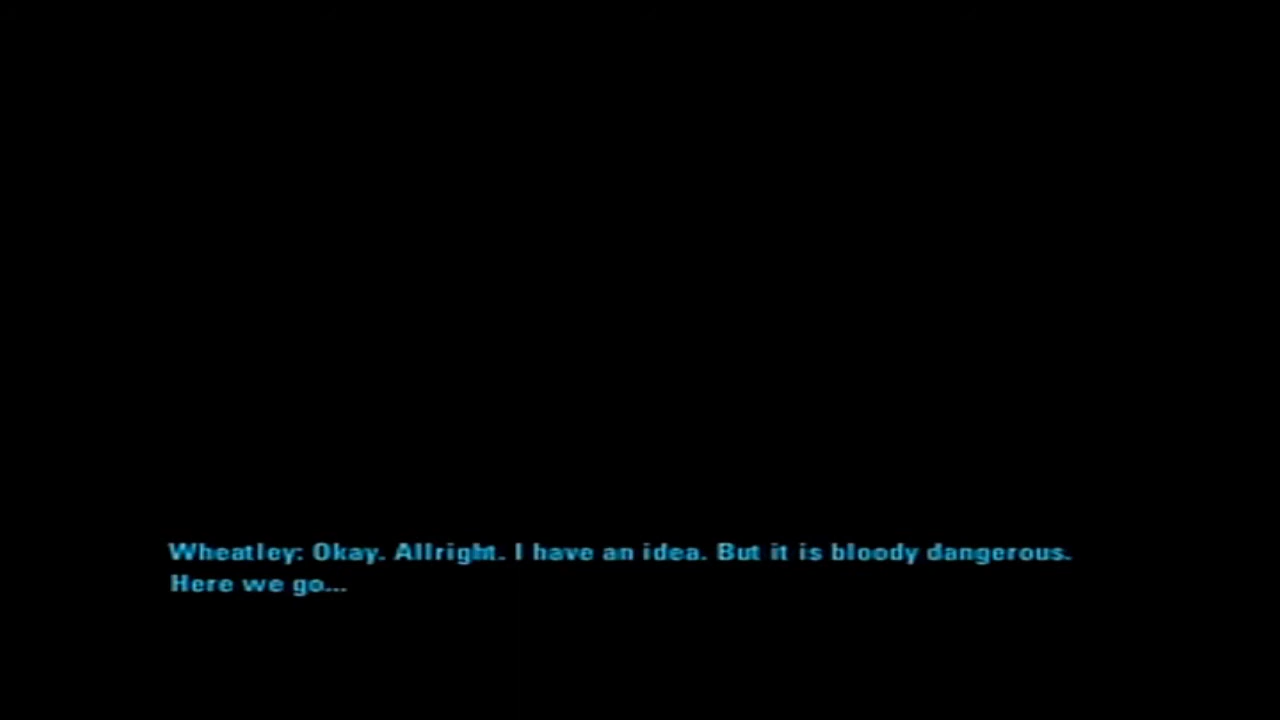 Wheatley: Okay. Allright. I have an idea. But it is bloody dangerous.
Here we go...